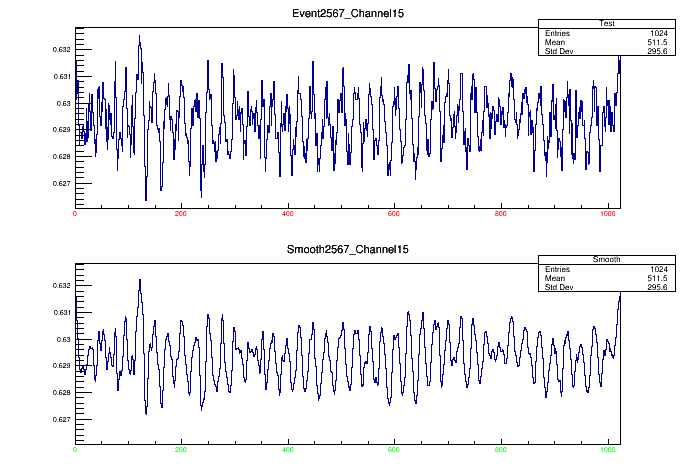 Event2567_Channel15
Test
Entries 1024
Mean 511.5
Std Dev 295.6
0.632
0.631
0.63
0.629
0.628
0.627
0 200 400 600 800 1000
Smooth2567_Channel15
Smooth
Entries 1024
Mean 511.5
Std Dev 295.6
0.632
0.631
0.63
0.629
0.628
0.627
0 200 400 600 800 1000